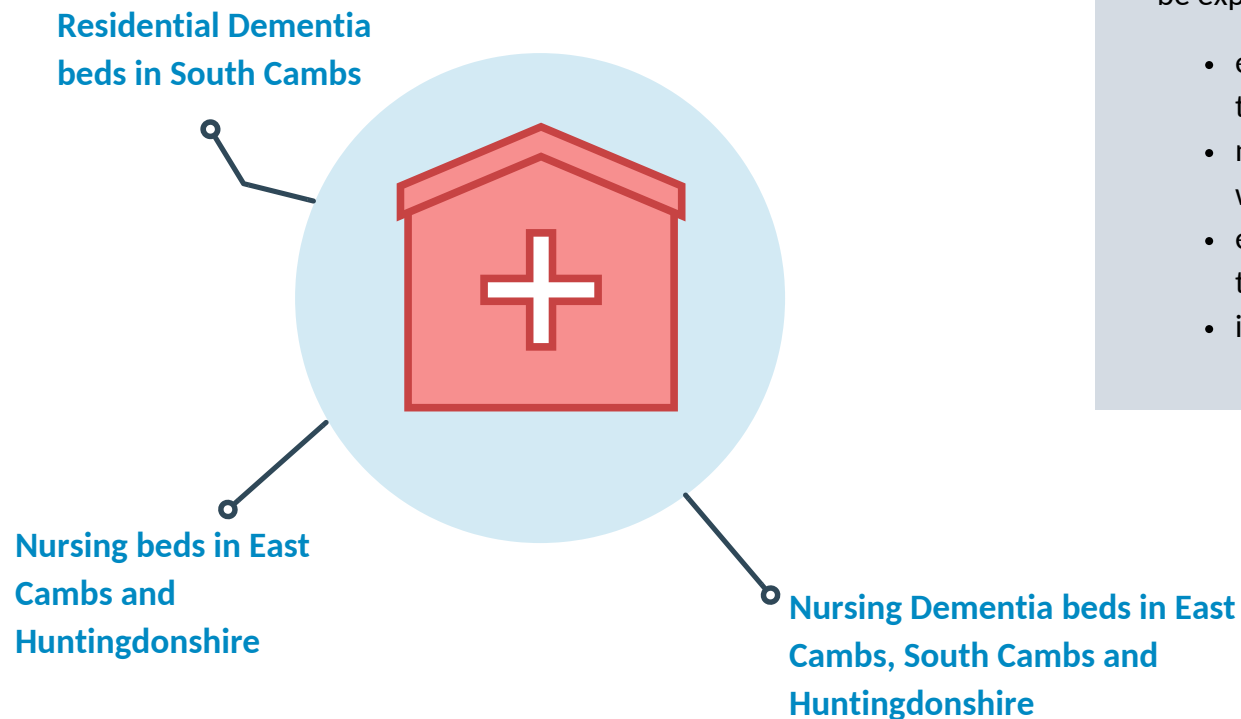 Residential Dementia
beds in South Cambs
Nursing beds in East
Cambs and
Huntingdonshire
Nursing Dementia beds in East
Cambs, South Cambs and
Huntingdonshire
be